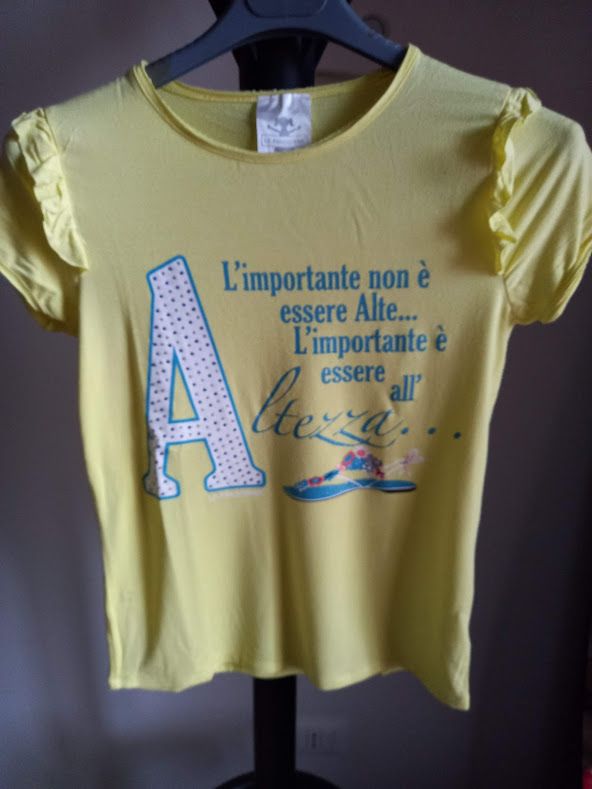 L'importante non è
essere Alte...
L'importante è
essere
all'
Altezza...